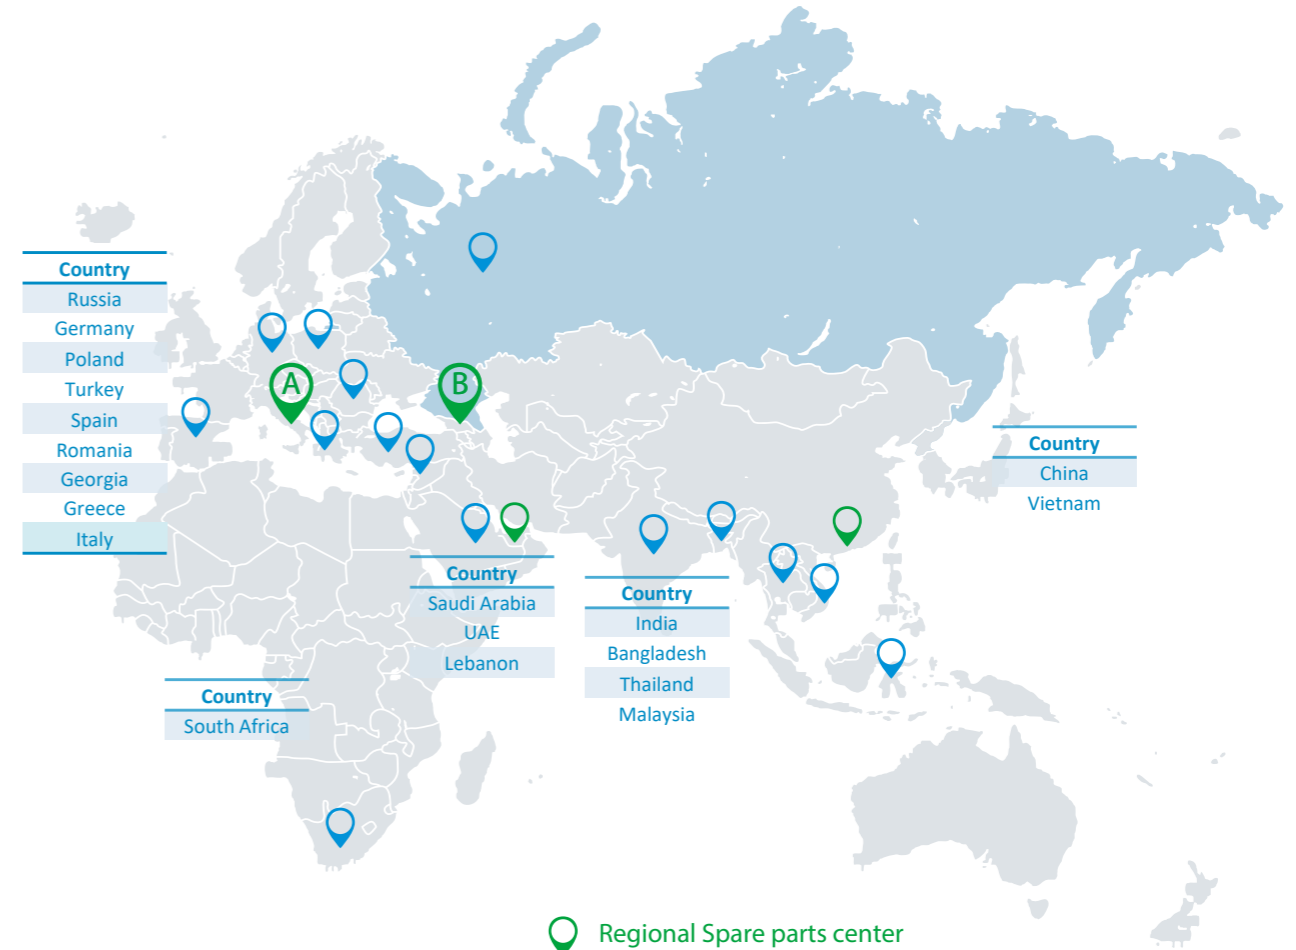 Country
Russia
Germany
Poland
Turkey
Spain
Romania
Georgia
Greece
Italy
A
B
Country
China
Vietnam
Country
Saudi Arabia
UAE
Lebanon
Country
India
Bangladesh
Thailand
Malaysia
Country
South Africa
Regional Spare parts center